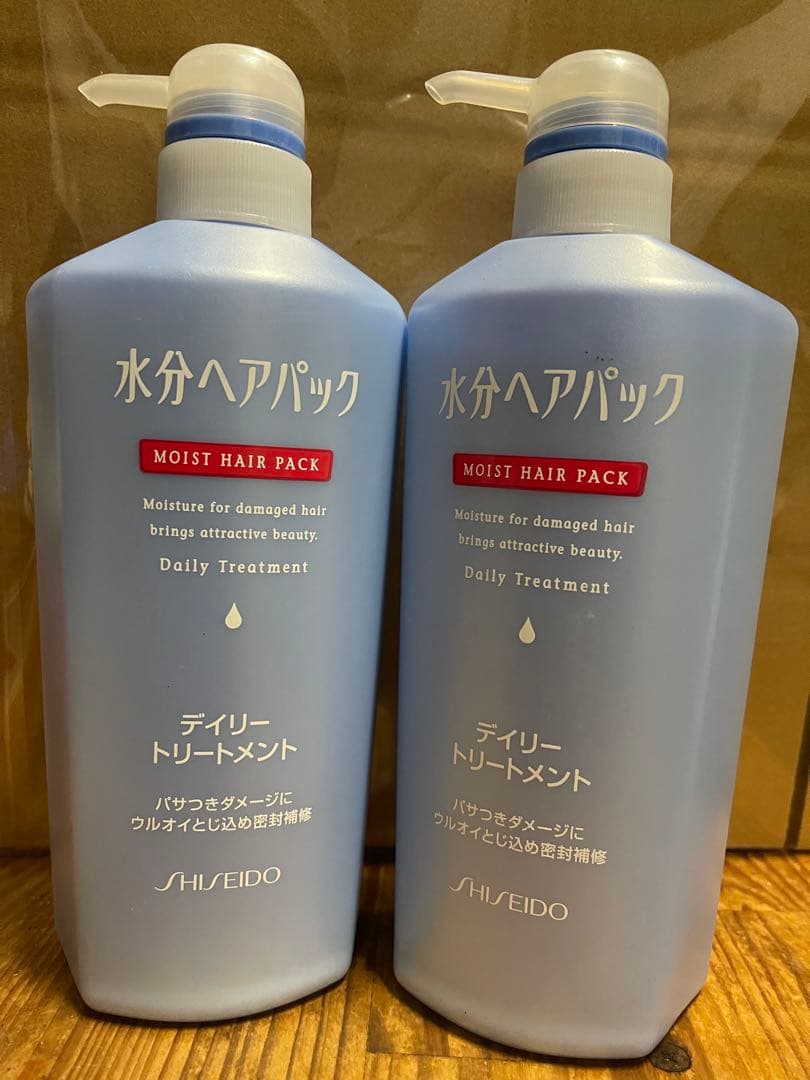 水分ヘアパック
MOIST HAIR PACK
Moisture for damaged hair
brings attractive beauty.
Daily Treatment
デイリー
トリートメント
パサつきダメージに
ウルオイとじ込め密封補修
SHISEIDO
水分ヘアパック
MOIST HAIR PACK
Moisture for damaged hair
brings attractive beauty.
Daily Treatment
デイリー
トリートメント
パサつきダメージに
ウルオイとじ込め密封補修
SHISEIDO